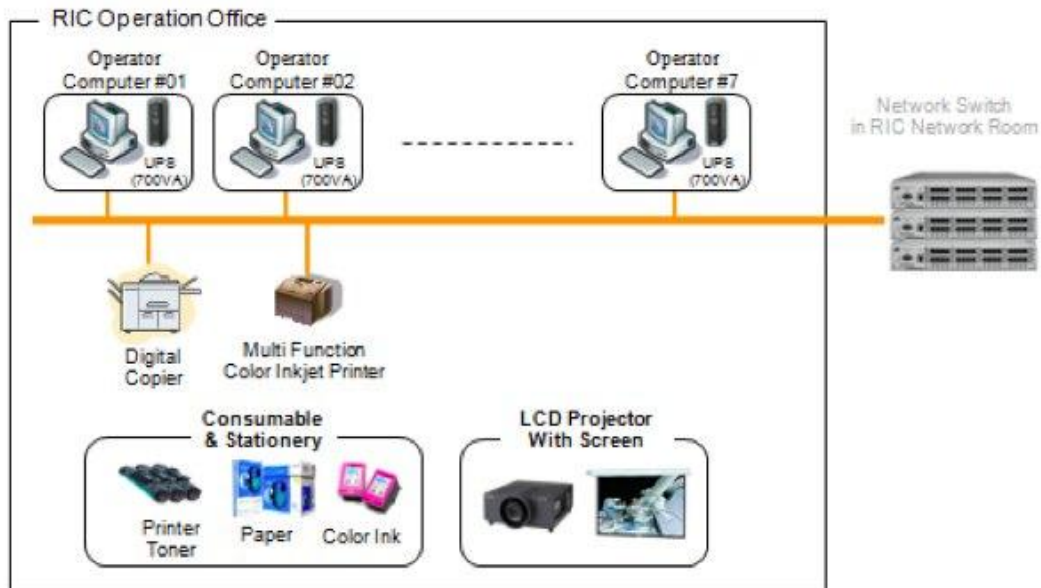 RIC Operation Office
Operator
Computer #01
Operator
Computer #02
Operator
Computer #7
UPS
(700VA)
UPS
(700VA)
UPS
(700VA)
Network Switch
in RIC Network Room
Digital
Copier
Multi Function
Color Inkjet Printer
Consumable
& Stationery
LCD Projector
With Screen
Printer
Toner
Paper
Color Ink